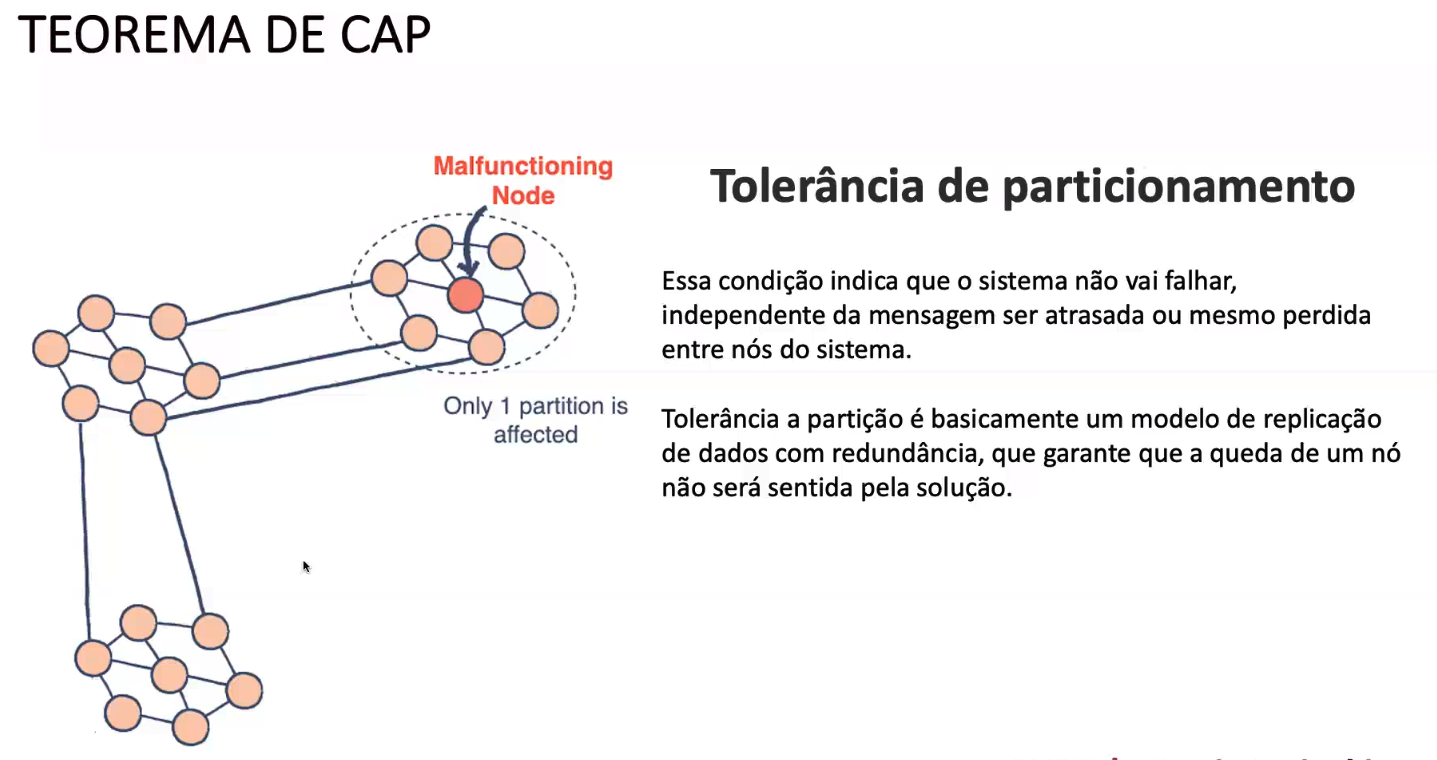 TEOREMA DE CAP
Malfunctioning
Node
Only 1 partition is
affected
Tolerância de particionamento
Essa condição indica que o sistema não vai falhar,
independente da mensagem ser atrasada ou mesmo perdida
entre nós do sistema.
Tolerância a partição é basicamente um modelo de replicação
de dados com redundância, que garante que a queda de um nó
não será sentida pela solução.